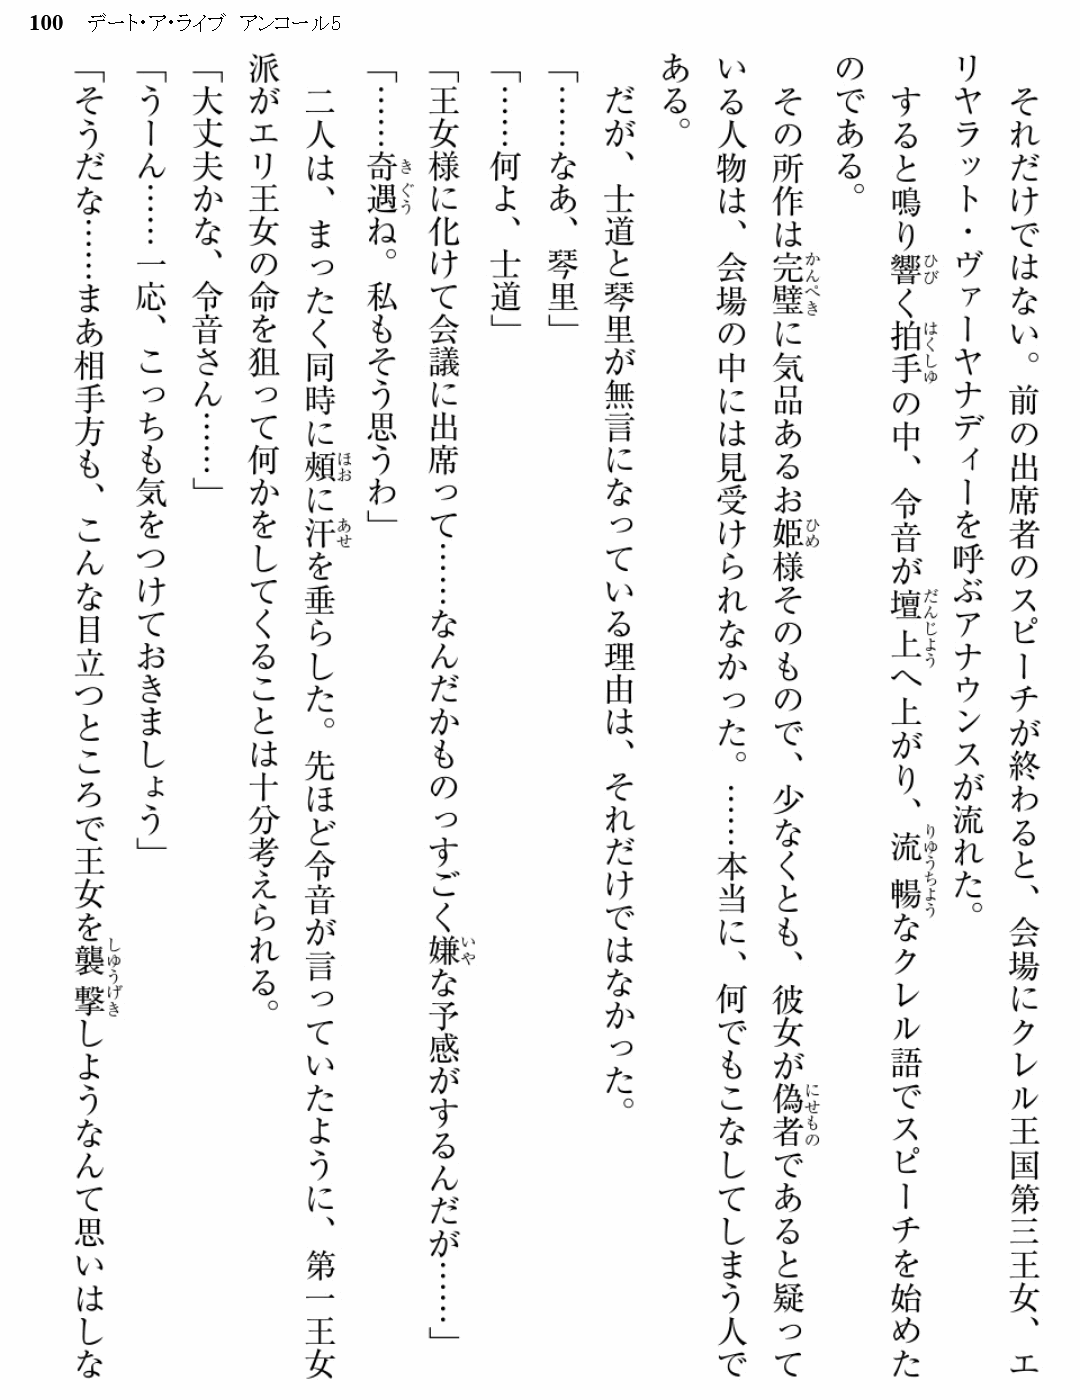 100 デート・ア・ライブ アンコール5
それだけではない。前の出席者のスピーチが終わると、会場にクレル王国第三王女、エ
リヤラット・ヴァーヤナディーを呼ぶアナウンスが流れた。
すると鳴り響く拍手の中、令音が壇上へ上がり、流暢なクレル語でスピーチを始めた
のである。
その所作は完璧に気品あるお姫様そのもので、少なくとも、彼女が偽者であると疑って
いる人物は、会場の中には見受けられなかった。……本当に、何でもこなしてしまう人で
ある。
だが、士道と琴里が無言になっている理由は、それだけではなかった。
「……なあ、琴里」
「……何よ、士道」
「王女様に化けて会議に出席って……なんだかものっすごく嫌な予感がするんだが……」
「……奇遇ね。私もそう思うわ」
二人は、まったく同時に頰に汗を垂らした。先ほど令音が言っていたように、第一王女
派がエリ王女の命を狙って何かをしてくることは十分考えられる。
「大丈夫かな、令音さん……」
「うーん……一応、こっちも気をつけておきましょう」
「そうだな……まあ相手方も、こんな目立つところで王女を襲撃しようなんて思いはしな